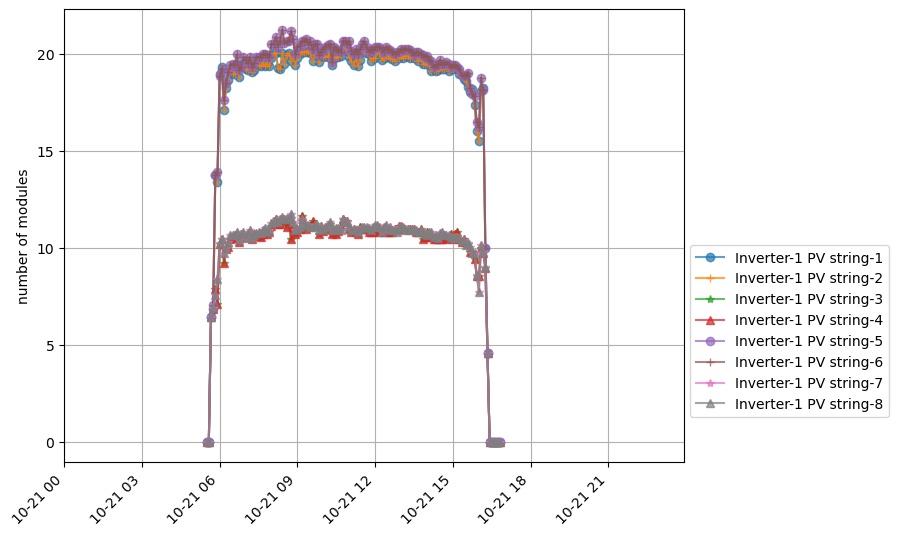 number of modules
20
15
10
5
0
10-21 00
10-21 03
10-21 06
10-21 09
10-21 12
10-21 15
10-21 18
10-21 21
Inverter-1 PV string-1
Inverter-1 PV string-2
Inverter-1 PV string-3
Inverter-1 PV string-4
Inverter-1 PV string-5
Inverter-1 PV string-6
Inverter-1 PV string-7
Inverter-1 PV string-8